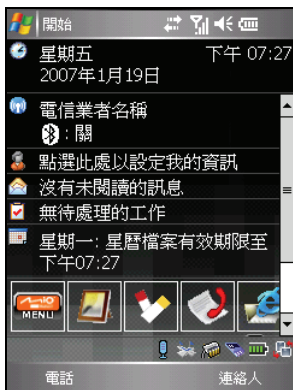 開始
星期五 下午 07:27
2007年1月19日
電信業者名稱
：關
點選此處以設定我的資訊
沒有未閱讀的訊息
無待處理的工作
星期一: 星曆檔案有效期限至
下午07:27
MENU
電話 連絡人